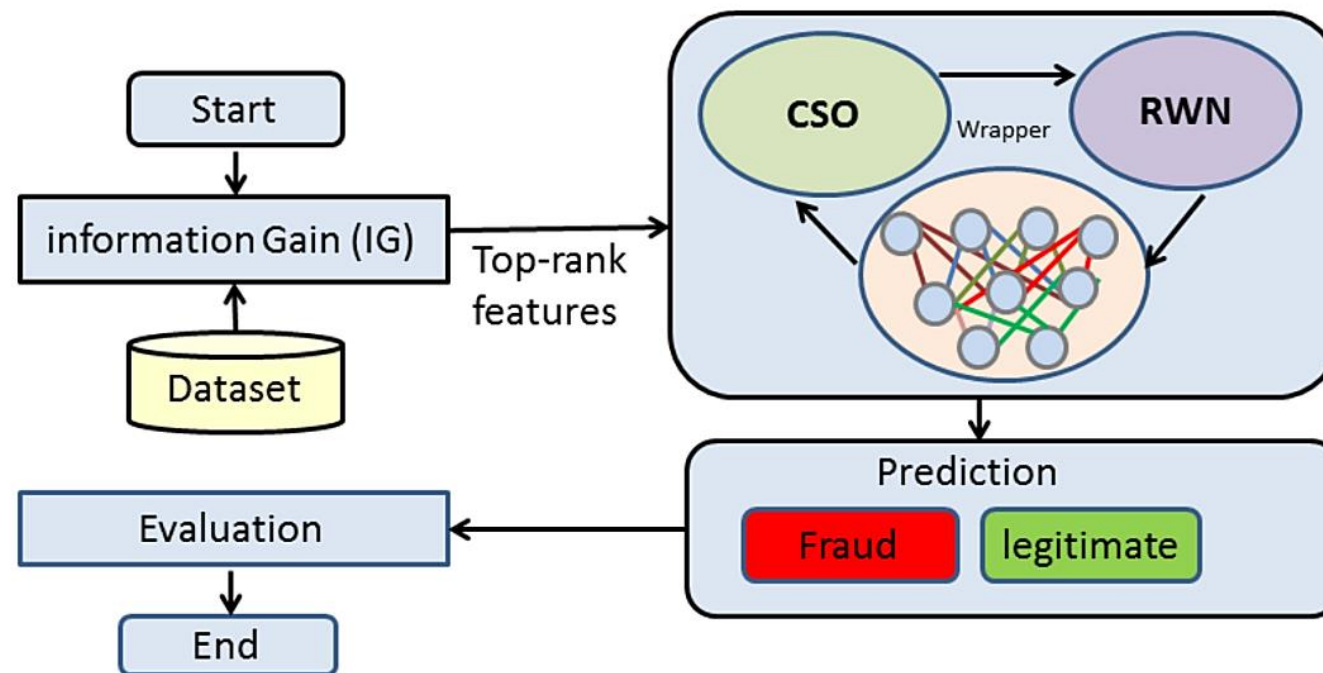 Start
information Gain (IG)
Dataset
Top-rank
features
CSO
Wrapper
RWN
Prediction
Fraud
legitimate
Evaluation
End